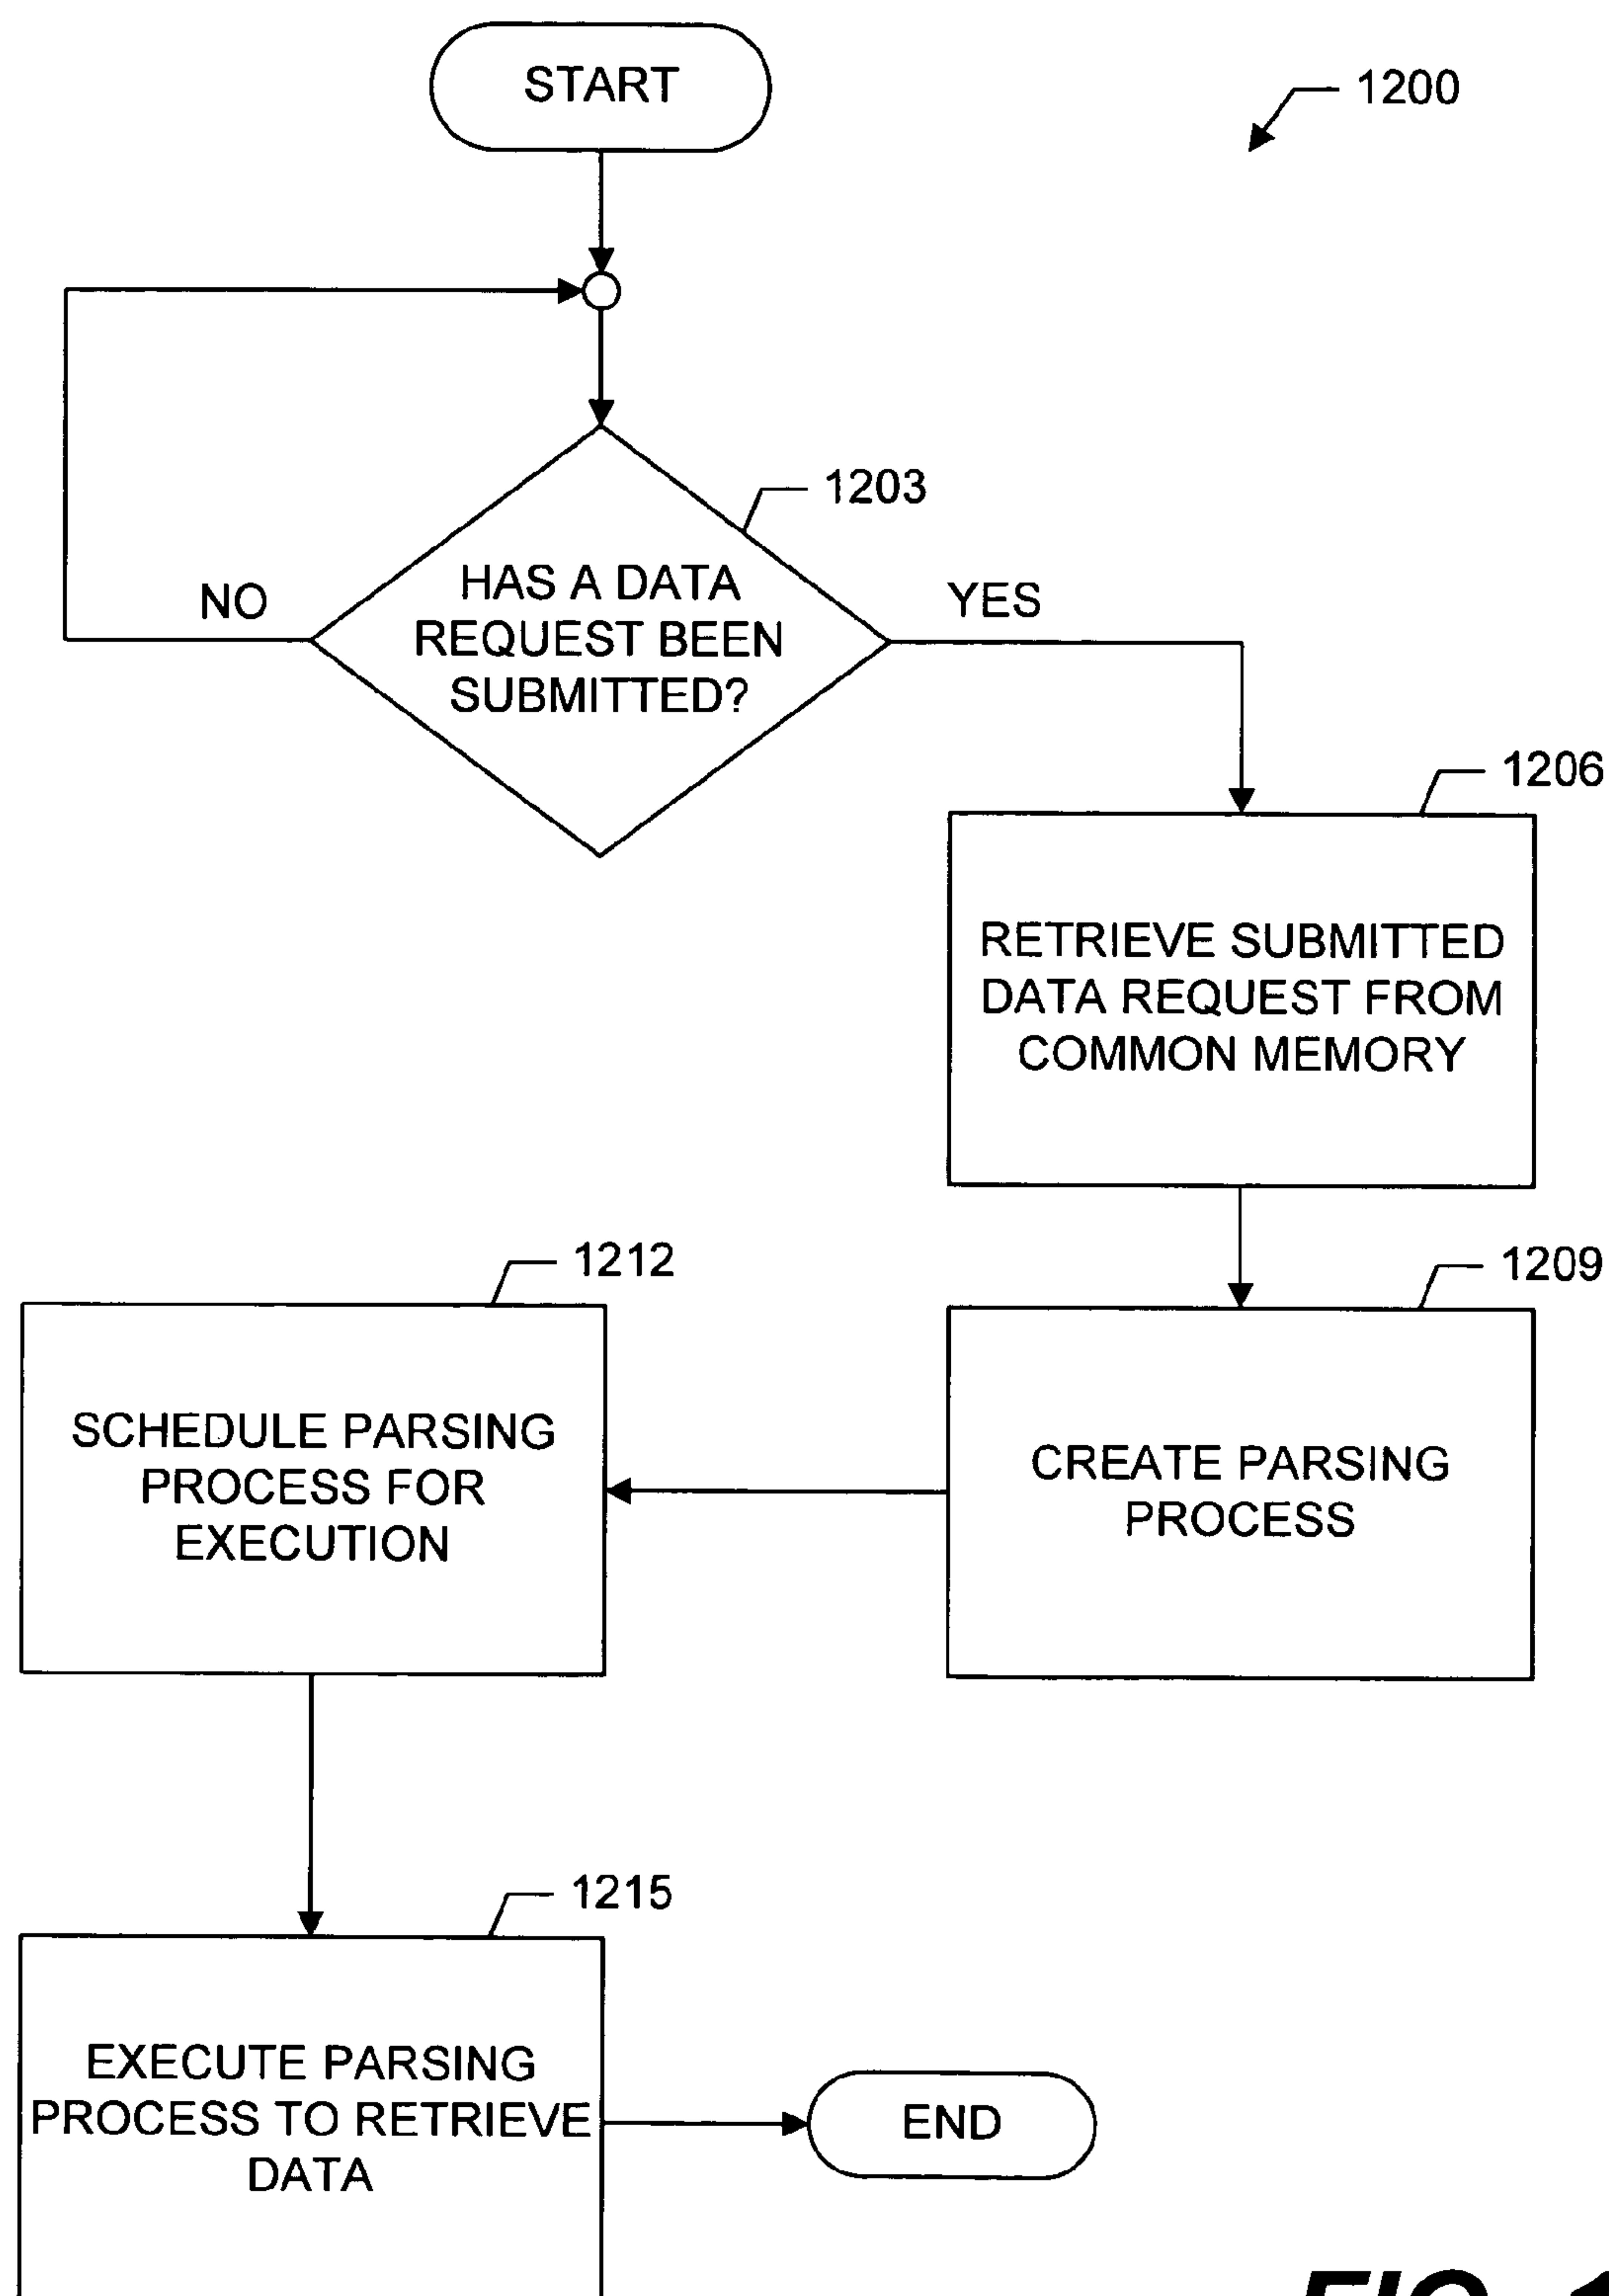 START
1200
1203
HAS A DATA
REQUEST BEEN
SUBMITTED?
NO
YES
1206
RETRIEVE SUBMITTED
DATA REQUEST FROM
COMMON MEMORY
1209
CREATE PARSING
PROCESS
1212
SCHEDULE PARSING
PROCESS FOR
EXECUTION
1215
EXECUTE PARSING
PROCESS TO RETRIEVE
DATA
END